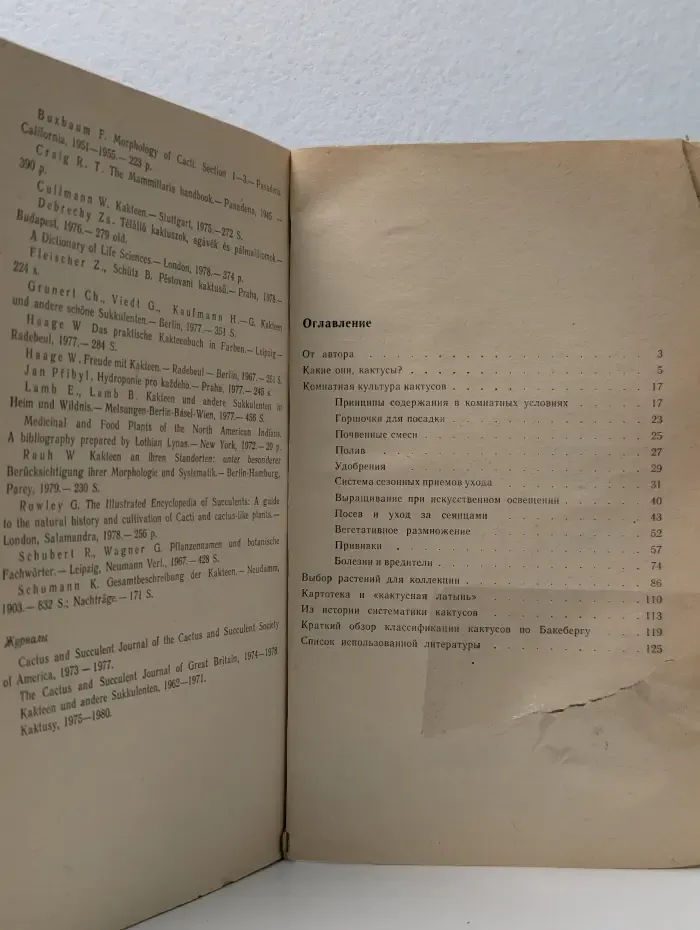 Buxbaum F. Morphology of Cacti. Section 1—3.— Pasadena
California, 1951—1955.— 223 p.
Craig R. T. The Mammillaria handbook.— Pasadena, 1945 —
390 p.
Cullmann W. Kakteen.— Stuttgart, 1975.— 272 S.
Debrechy Zs. Télálló kaktuszok, agávék és pálmaliliomok—
Budapest, 1976.— 279 old.
A Dictionary of Life Sciences.— London, 1978.— 374 p.
Fleischer Z., Schütz B. Pěstovaní kaktusů.— Praha, 1978.—
224 s.
Grunert Ch., Viedt G., Kaufmann H.—G. Kakteen
und andere schöne Sukkulenten.— Berlin, 1977.— 351 S.
Haage W Das praktische Kakteenbuch in Farben.— Leipzig —
Radebeul, 1977.— 284 S.
Haage W. Freude mit Kakteen.— Radebeul — Berlin, 1967.— 261 S.
Jan Přibyl, Hydroponie pro každého.— Praha, 1977.— 245 s.
Lamb E., Lamb B. Kakteen und andere Sukkulenten in
Heim und Wildnis.— Melsungen-Berlin-Basel-Wien, 1977.— 456 S.
Medicinal and Food Plants of the North American Indians.
A bibliography prepared by Lothian Lynas.— New York, 1972.— 20 p.
Rauh W Kakteen an ihren Standorten: unter besonderer
Berücksichtigung ihrer Morphologie und Systematik.— Berlin-Hamburg,
Parey, 1979.— 230 S.
Rowley G. The Illustrated Encyclopedia of Succulents: A guide
to the natural history and cultivation of Cacti and cactus-like plants.—
London, Salamandra, 1978.— 256 p.
Schubert R., Wagner G. Pflanzennamen und botanische
Fachwörter.— Leipzig, Neumann Verl., 1967.— 428 S.
Schumann K. Gesamtbeschreibung der Kakteen.— Neudamm,
1903.— 832 S.; Nachträge.— 171 S.
Журналы
Cactus and Succulent Journal of the Cactus and Succulent Society
of America, 1973 — 1977.
The Cactus and Succulent Journal of Great Britain, 1974—1978
Kakteen und andere Sukkulenten, 1962—1971.
Kaktusy, 1975—1980.
Оглавление
От автора 3
Какие они, кактусы? 5
Комнатная культура кактусов 17
Принципы содержания в комнатных условиях 17
Горшочки для посадки 23
Почвенные смеси 25
Полив 27
Удобрения 29
Система сезонных приемов ухода 31
Выращивание при искусственном освещении 40
Посев и уход за сеянцами 43
Вегетативное размножение 52
Прививки 57
Болезни и вредители 74
Выбор растений для коллекции 86
Картотека и «кактусная латынь» 110
Из истории систематики кактусов 113
Краткий обзор классификации кактусов по Бакебергу 119
Список использованной литературы 125